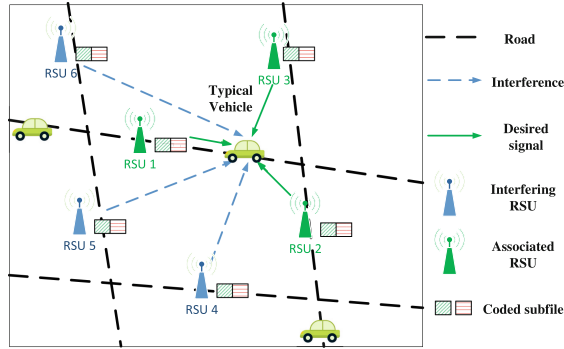 RSU 6
RSU 3
Typical
Vehicle
RSU 1
RSU 5
RSU 2
RSU 4
Road
Interference
Desired
signal
Interfering
RSU
Associated
RSU
Coded subfile